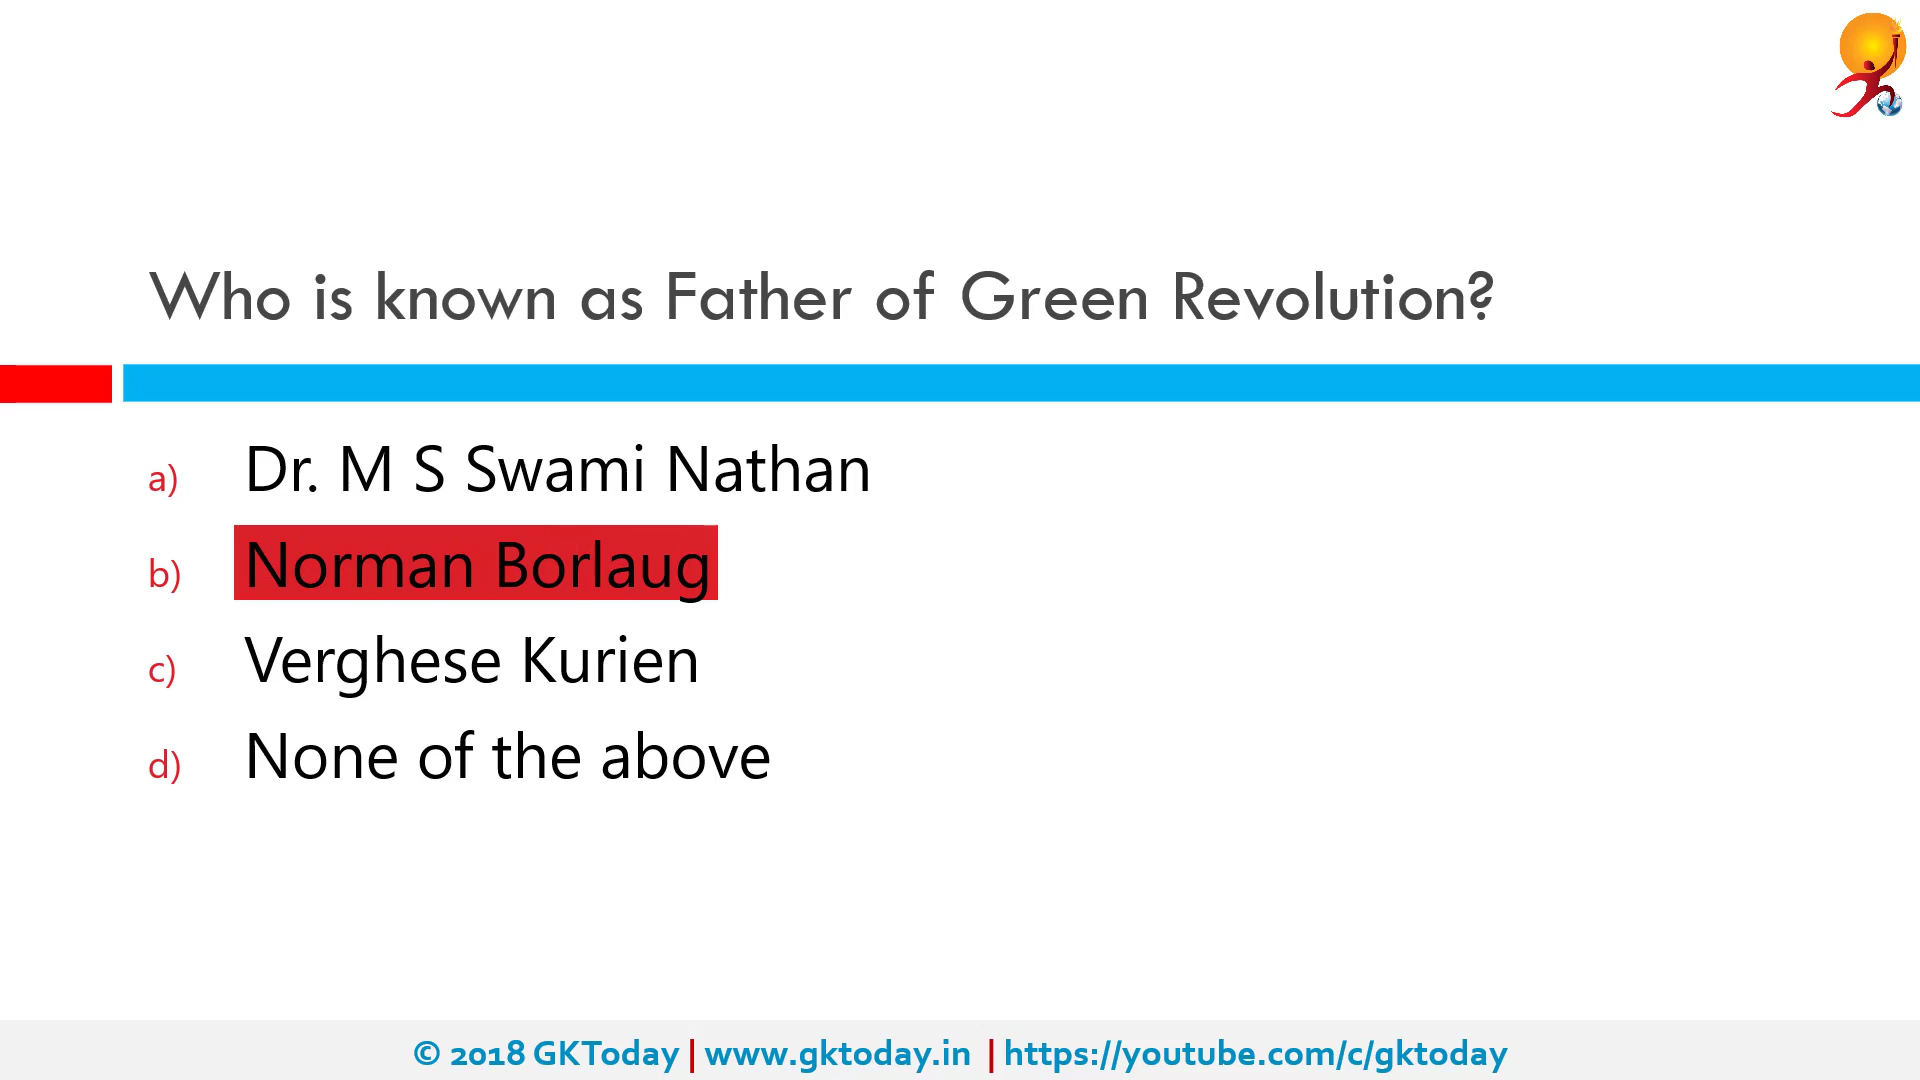 Who is known as Father of Green Revolution?
a) Dr. M S Swami Nathan
b) Norman Borlaug
c) Verghese Kurien
d) None of the above
© 2018 GKToday | www.gktoday.in | https://youtube.com/c/gktoday